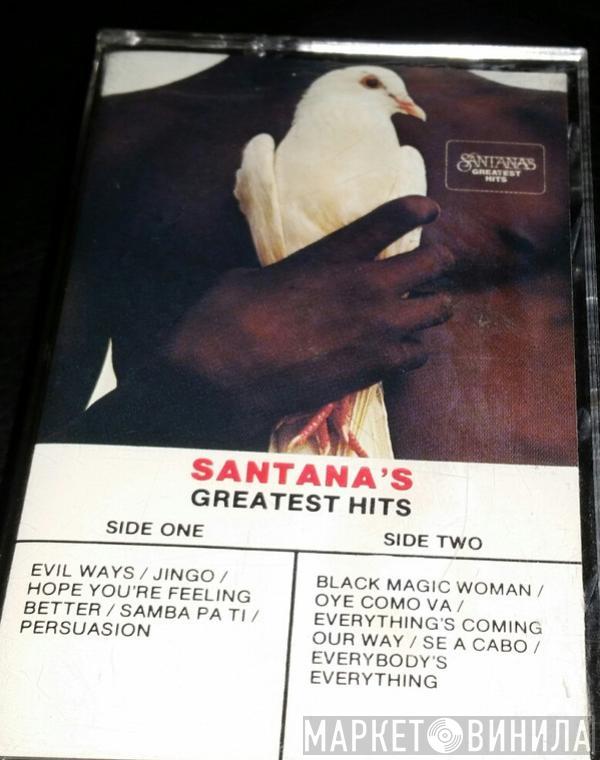 SANTANA'S
GREATEST
HITS
SANTANA'S
GREATEST HITS
SIDE ONE
EVIL WAYS / JINGO /
HOPE YOU'RE FEELING
BETTER / SAMBA PA TI /
PERSUASION
SIDE TWO
BLACK MAGIC WOMAN /
OYE COMO VA /
EVERYTHING'S COMING
OUR WAY / SE A CABO /
EVERYBODY'S
EVERYTHING
МАРКЕТ ВИНИЛА